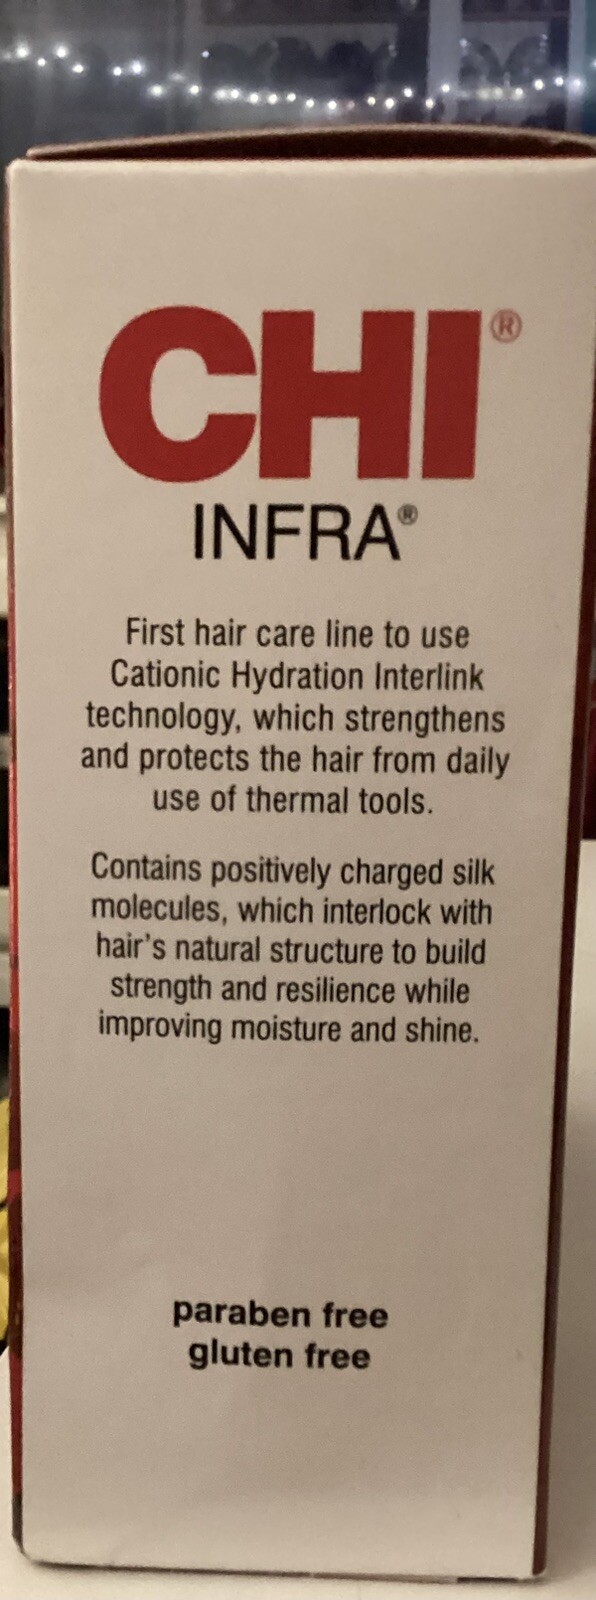 CHI®
INFRA®
First hair care line to use
Cationic Hydration Interlink
technology, which strengthens
and protects the hair from daily
use of thermal tools.
Contains positively charged silk
molecules, which interlock with
hair's natural structure to build
strength and resilience while
improving moisture and shine.
paraben free
gluten free